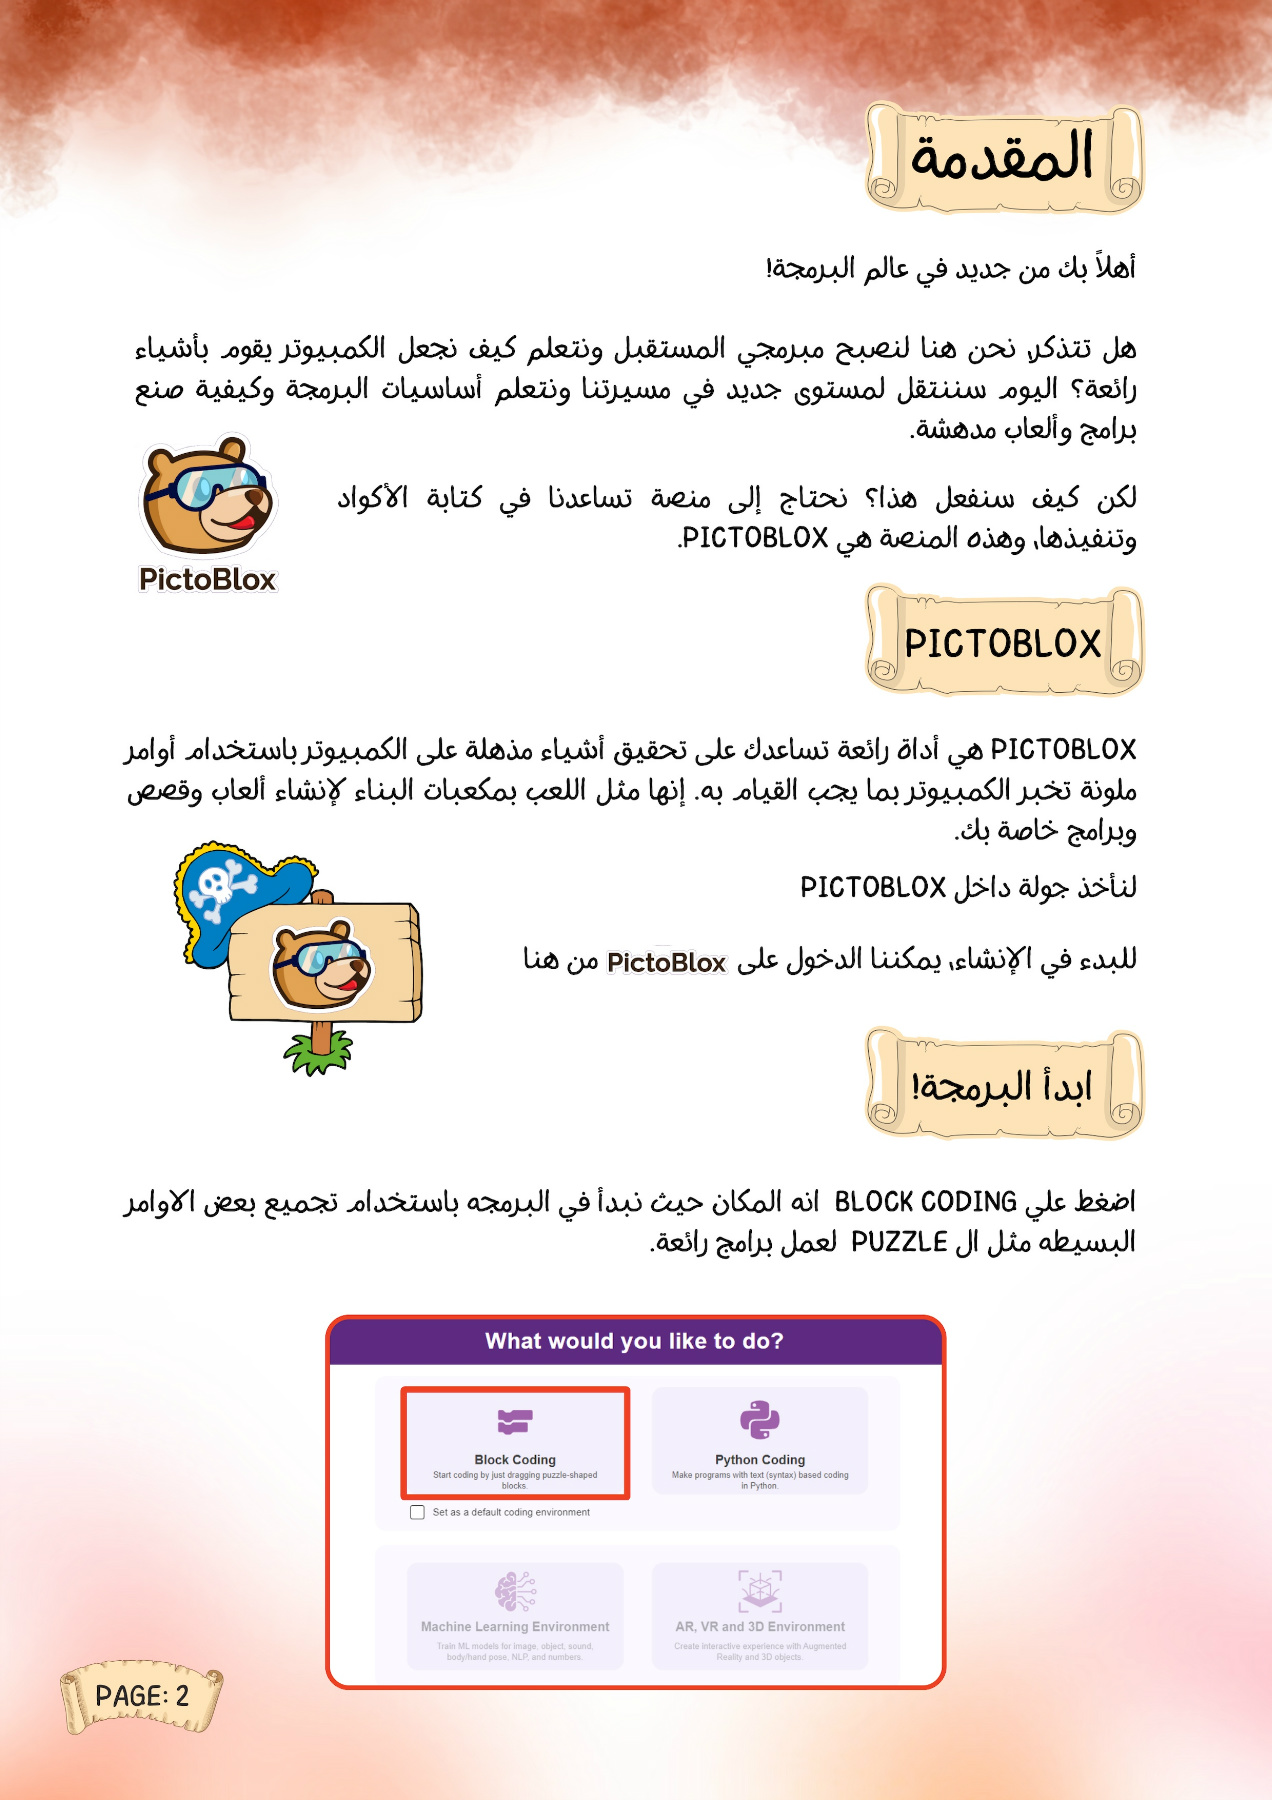 المقدمة
أهلاً بك من جديد في عالم البرمجة!
هل تتذكر، نحن هنا لنصبح مبرمجي المستقبل ونتعلم كيف نجعل الكمبيوتر يقوم بأشياء
رائعة؟ اليوم سننتقل لمستوى جديد في مسيرتنا ونتعلم أساسيات البرمجة وكيفية صنع
برامج وألعاب مدهشة.
لكن كيف سنفعل هذا؟ نحتاج إلى منصة تساعدنا في كتابة الأكواد
وتنفيذها، وهذه المنصة هي PICTOBLOX.
PictoBlox
PICTOBLOX
PICTOBLOX هي أداة رائعة تساعدك على تحقيق أشياء مذهلة على الكمبيوتر باستخدام أوامر
ملونة تخبر الكمبيوتر بما يجب القيام به. إنها مثل اللعب بمكعبات البناء لإنشاء ألعاب وقصص
وبرامج خاصة بك.
لنأخذ جولة داخل PICTOBLOX
للبدء في الإنشاء، يمكننا الدخول على PictoBlox من هنا
ابدأ البرمجة!
اضغط علي BLOCK CODING انه المكان حيث نبدأ في البرمجه باستخدام تجميع بعض الاوامر
البسيطه مثل ال PUZZLE لعمل برامج رائعة.
What would you like to do?
Block Coding
Start coding by just dragging puzzle-shaped
blocks.
Python Coding
Make programs with text (syntax) based coding
in Python.
Set as a default coding environment
Machine Learning Environment
Train ML models for image, object, sound,
body/hand pose, NLP, and numbers.
AR, VR and 3D Environment
Create interactive experience with Augmented
Reality and 3D objects.
PAGE: 2